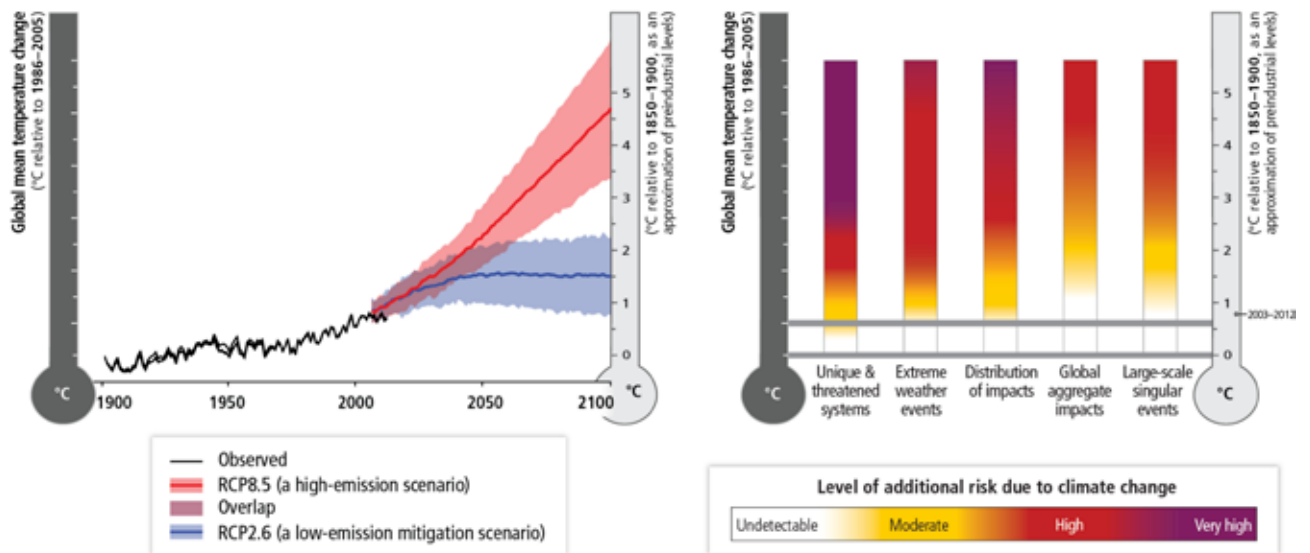 Global mean temperature change
(°C relative to 1986–2005)
(°C relative to 1850–1900, as an
approximation of preindustrial levels)
5
4
3
2
1
0
°C
°C
1900
1950
2000
2050
2100
Observed
RCP8.5 (a high-emission scenario)
Overlap
RCP2.6 (a low-emission mitigation scenario)
Global mean temperature change
(°C relative to 1986–2005)
(°C relative to 1850–1900, as an
approximation of preindustrial levels)
5
4
3
2
1
0
2003–2012
°C
°C
Unique &
threatened
systems
Extreme
weather
events
Distribution
of impacts
Global
aggregate
impacts
Large-scale
singular
events
Level of additional risk due to climate change
Undetectable
Moderate
High
Very high